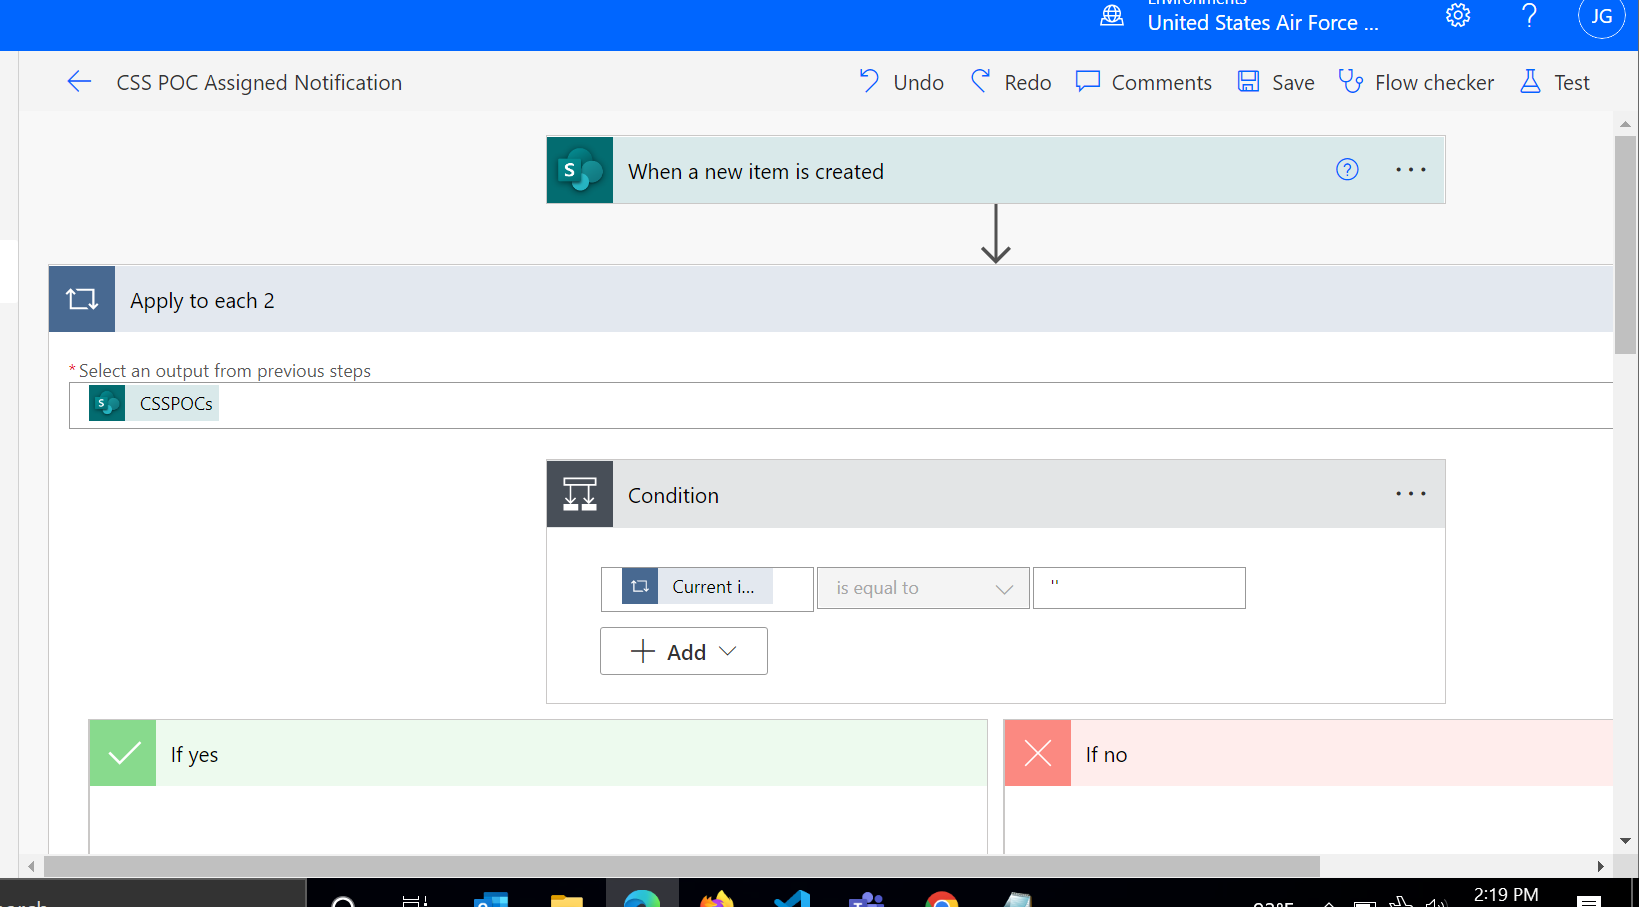 Environments
United States Air Force ...
JG
CSS POC Assigned Notification
Undo
Redo
Comments
Save
Flow checker
Test
S
When a new item is created
Apply to each 2
* Select an output from previous steps
S
CSSPOCs
Condition
Current i...
is equal to
''
Add
If yes
If no
2:19 PM